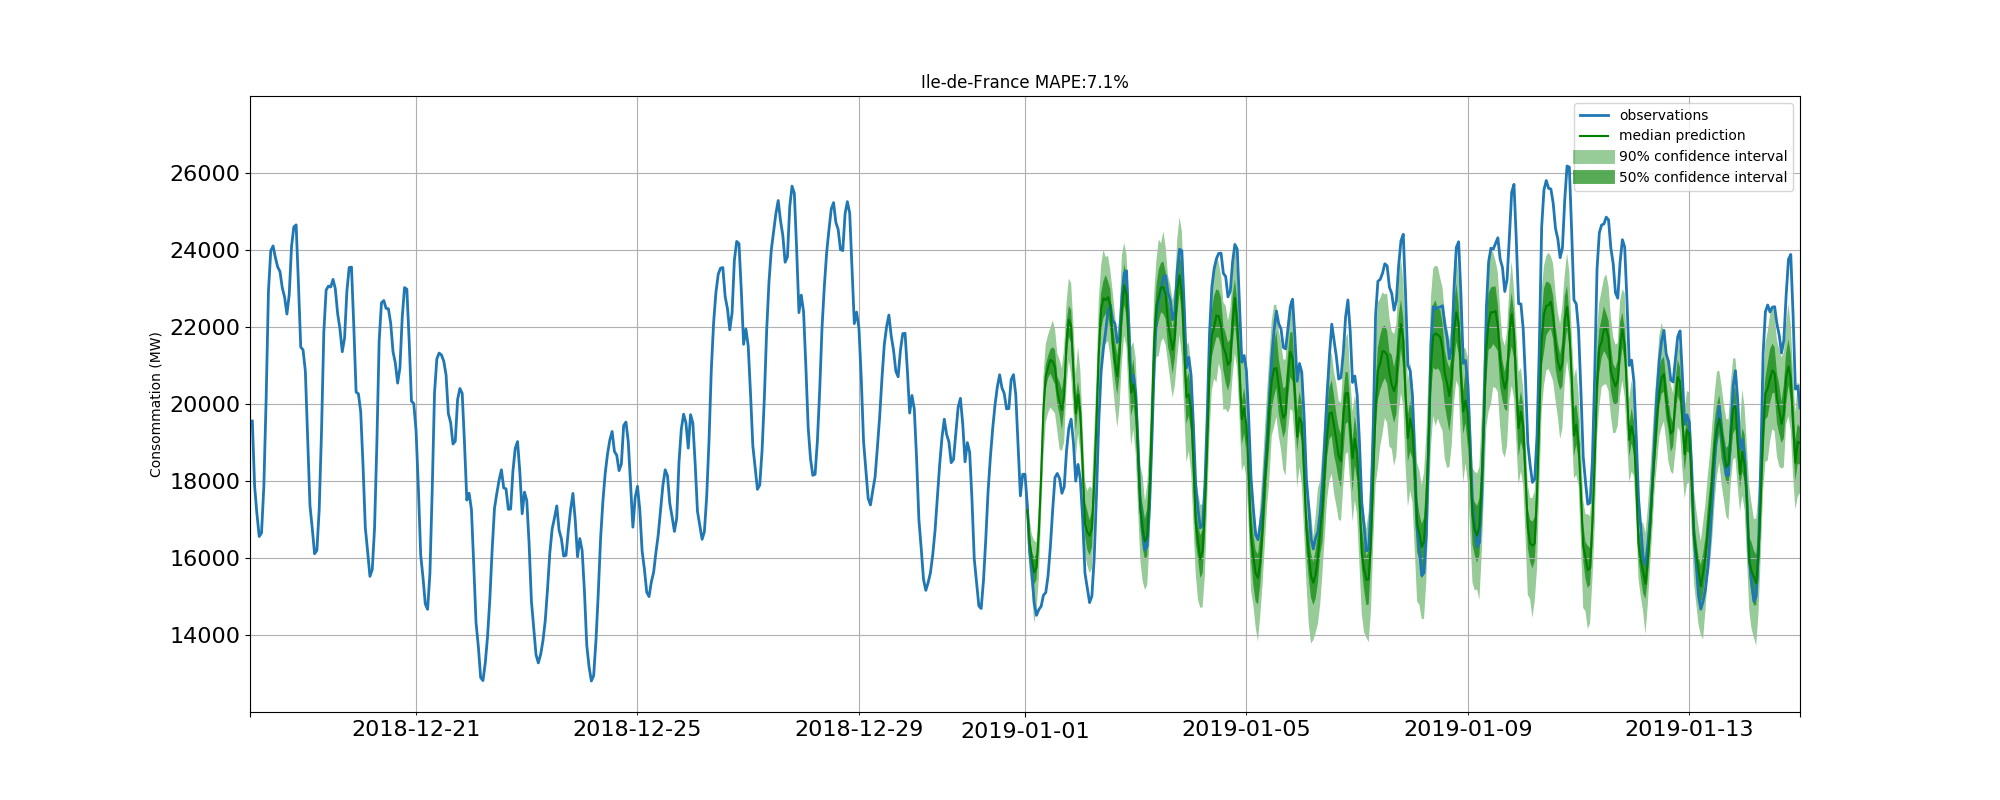 Ile-de-France MAPE:7.1%
observations
median prediction
90% confidence interval
50% confidence interval
Consommation (MW)
26000
24000
22000
20000
18000
16000
14000
2018-12-21
2018-12-25
2018-12-29
2019-01-01
2019-01-05
2019-01-09
2019-01-13